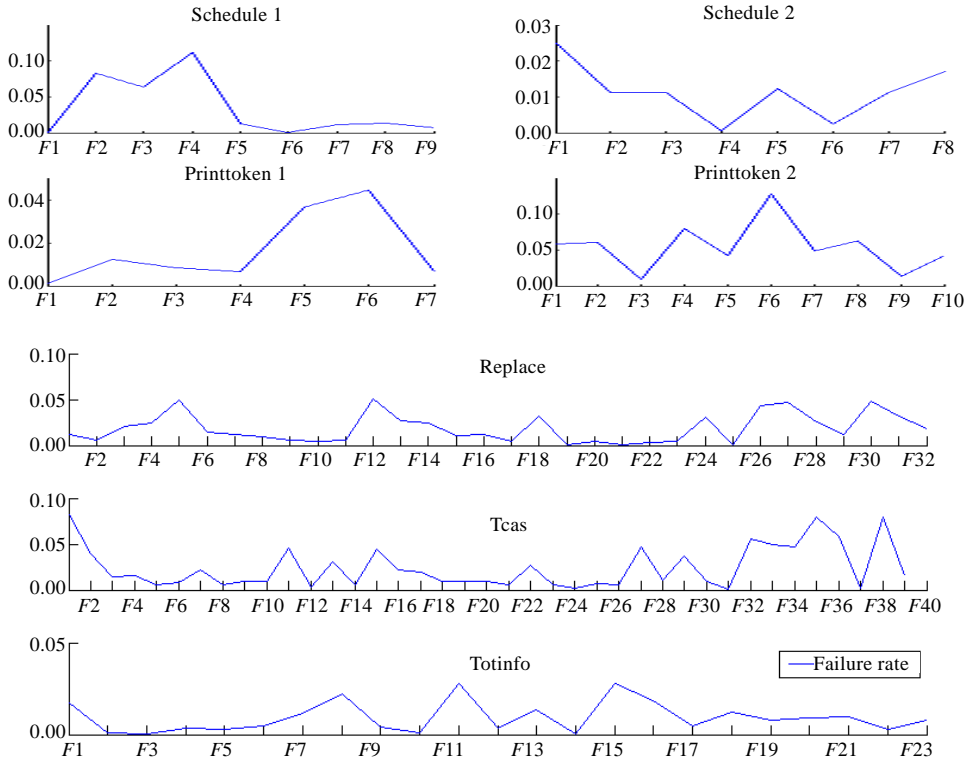 Schedule 1
0.10
0.05
0.00
F1 F2 F3 F4 F5 F6 F7 F8 F9
Schedule 2
0.03
0.02
0.01
0.00
F1 F2 F3 F4 F5 F6 F7 F8
Printtoken 1
0.04
0.02
0.00
F1 F2 F3 F4 F5 F6 F7
Printtoken 2
0.10
0.05
0.00
F1 F2 F3 F4 F5 F6 F7 F8 F9 F10
Replace
0.10
0.05
0.00
F2 F4 F6 F8 F10 F12 F14 F16 F18 F20 F22 F24 F26 F28 F30 F32
Tcas
0.10
0.05
0.00
F2 F4 F6 F8 F10 F12 F14 F16 F18 F20 F22 F24 F26 F28 F30 F32 F34 F36 F38 F40
Totinfo
Failure rate
0.05
0.00
F1 F3 F5 F7 F9 F11 F13 F15 F17 F19 F21 F23